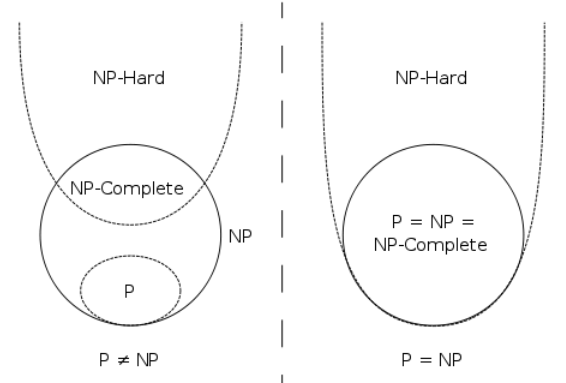 NP-Hard
NP-Complete
NP
P
P ≠ NP
NP-Hard
P = NP =
NP-Complete
P = NP